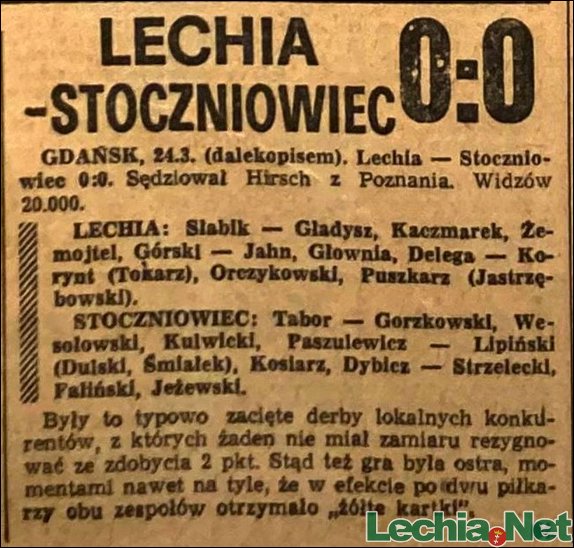 LECHIA
-STOCZNIOWIEC 0:0
GDAŃSK, 24.3. (dalekopisem). Lechia — Stocznio-
wiec 0:0. Sędziował Hirsch z Poznania. Widzów
20.000.
LECHIA: Słabik — Gładysz, Kaczmarek, Że-
mojtel, Górski — Jahn, Głownia, Delega — Ko-
rynt (Tokarz), Orczykowski, Puszkarz (Jastrzę-
bowski).
STOCZNIOWIEC: Tabor — Gorzkowski, We-
sołowski, Kulwicki, Paszulewicz — Lipiński
(Dulski, Śmiałek), Kosiarz, Dybicz — Strzelecki,
Faliński, Jeżewski.
Były to typowo zacięte derby lokalnych konku-
rentów, z których żaden nie miał zamiaru rezygno-
wać ze zdobycia 2 pkt. Stąd też gra była ostra, mo-
mentami nawet na tyle, że w efekcie po dwu piłka-
rzy obu zespołów otrzymało „żółte kartki".
Lechia.Net